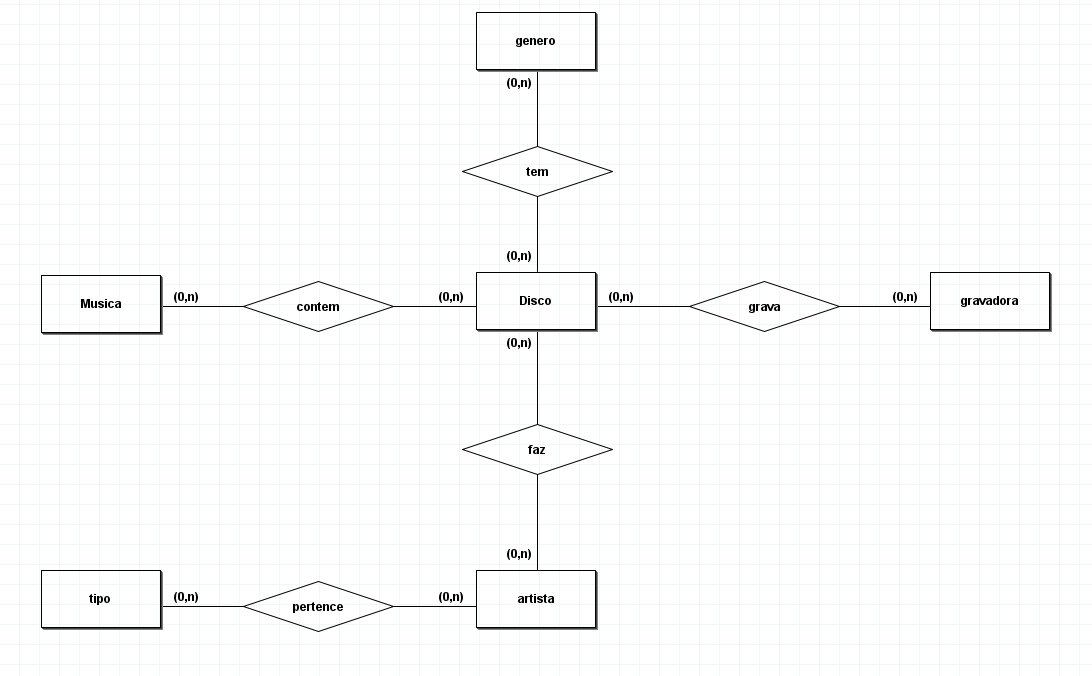 genero
(0,n)
tem
(0,n)
Musica
(0,n)
contem
(0,n)
Disco
(0,n)
grava
(0,n)
gravadora
(0,n)
faz
(0,n)
tipo
(0,n)
pertence
(0,n)
artista